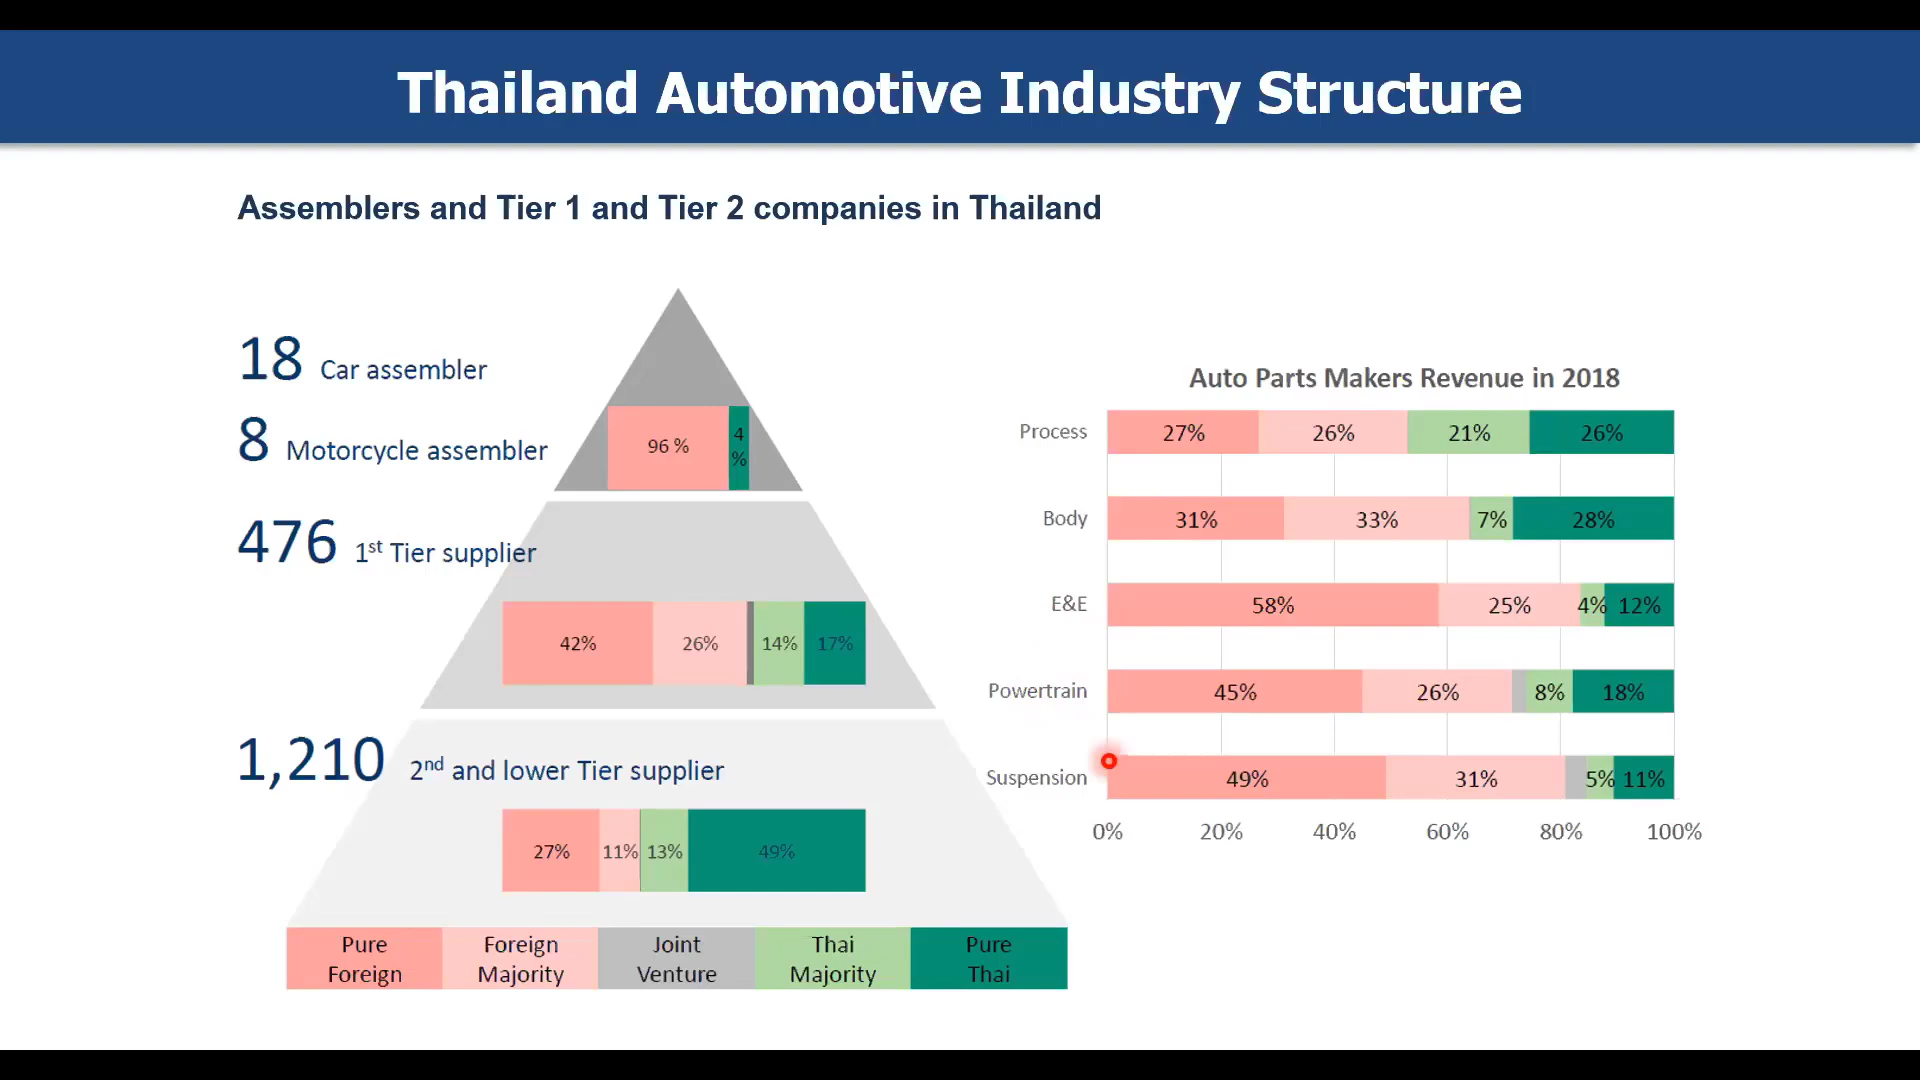 Thailand Automotive Industry Structure
Assemblers and Tier 1 and Tier 2 companies in Thailand
18 Car assembler
8 Motorcycle assembler
96 %
4
%
476 1st Tier supplier
42% 26% 14% 17%
1,210 2nd and lower Tier supplier
27% 11% 13% 49%
Pure
Foreign
Foreign
Majority
Joint
Venture
Thai
Majority
Pure
Thai
Auto Parts Makers Revenue in 2018
Process 27% 26% 21% 26%
Body 31% 33% 7% 28%
E&E 58% 25% 4% 12%
Powertrain 45% 26% 8% 18%
Suspension 49% 31% 5% 11%
0% 20% 40% 60% 80% 100%